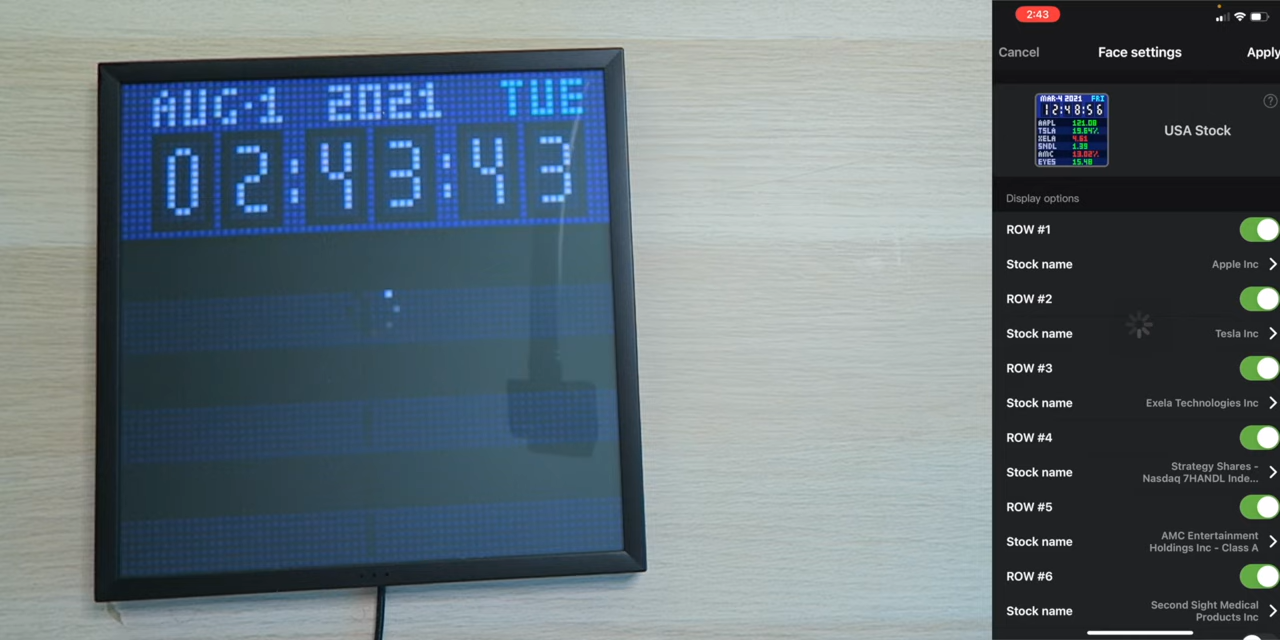 AUG·1 2021 TUE
02:43:43
2:43
Cancel Face settings Apply
MAR·4 2021 FRI
12:48:56
AAPL 121.08
TSLA 19.64%
XELA 4.61
SNDL 1.39
AMC 13.02%
EYES 15.48
USA Stock
?
Display options
ROW #1
Stock name Apple Inc
ROW #2
Stock name Tesla Inc
ROW #3
Stock name Exela Technologies Inc
ROW #4
Stock name Strategy Shares -
Nasdaq 7HANDL Inde...
ROW #5
Stock name AMC Entertainment
Holdings Inc - Class A
ROW #6
Stock name Second Sight Medical
Products Inc